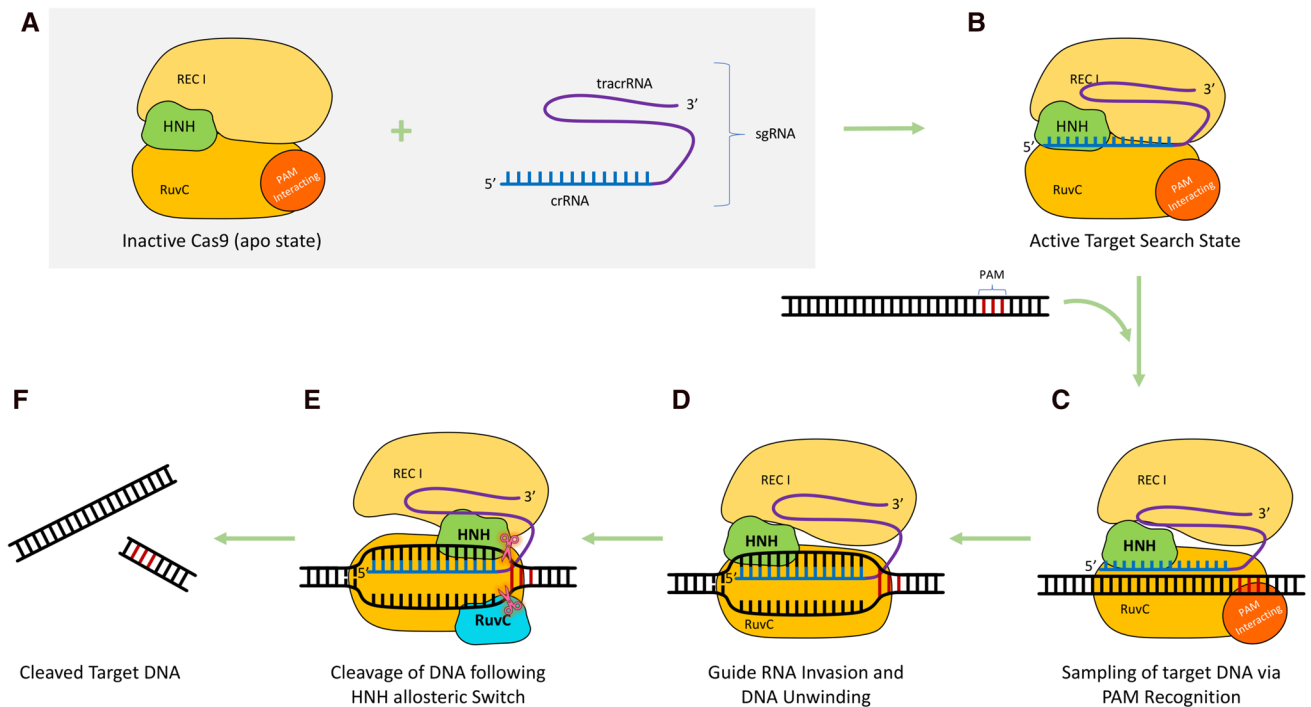 A
REC I
HNH
RuvC
PAM
Interacting
Inactive Cas9 (apo state)
+
tracrRNA
3’
5’
crRNA
sgRNA
B
REC I
3’
HNH
5’
RuvC
PAM
Interacting
Active Target Search State
PAM
C
REC I
3’
HNH
5’
RuvC
PAM
Interacting
Sampling of target DNA via
PAM Recognition
D
REC I
3’
HNH
5’
RuvC
Guide RNA Invasion and
DNA Unwinding
E
REC I
3’
HNH
5’
RuvC
Cleavage of DNA following
HNH allosteric Switch
F
Cleaved Target DNA